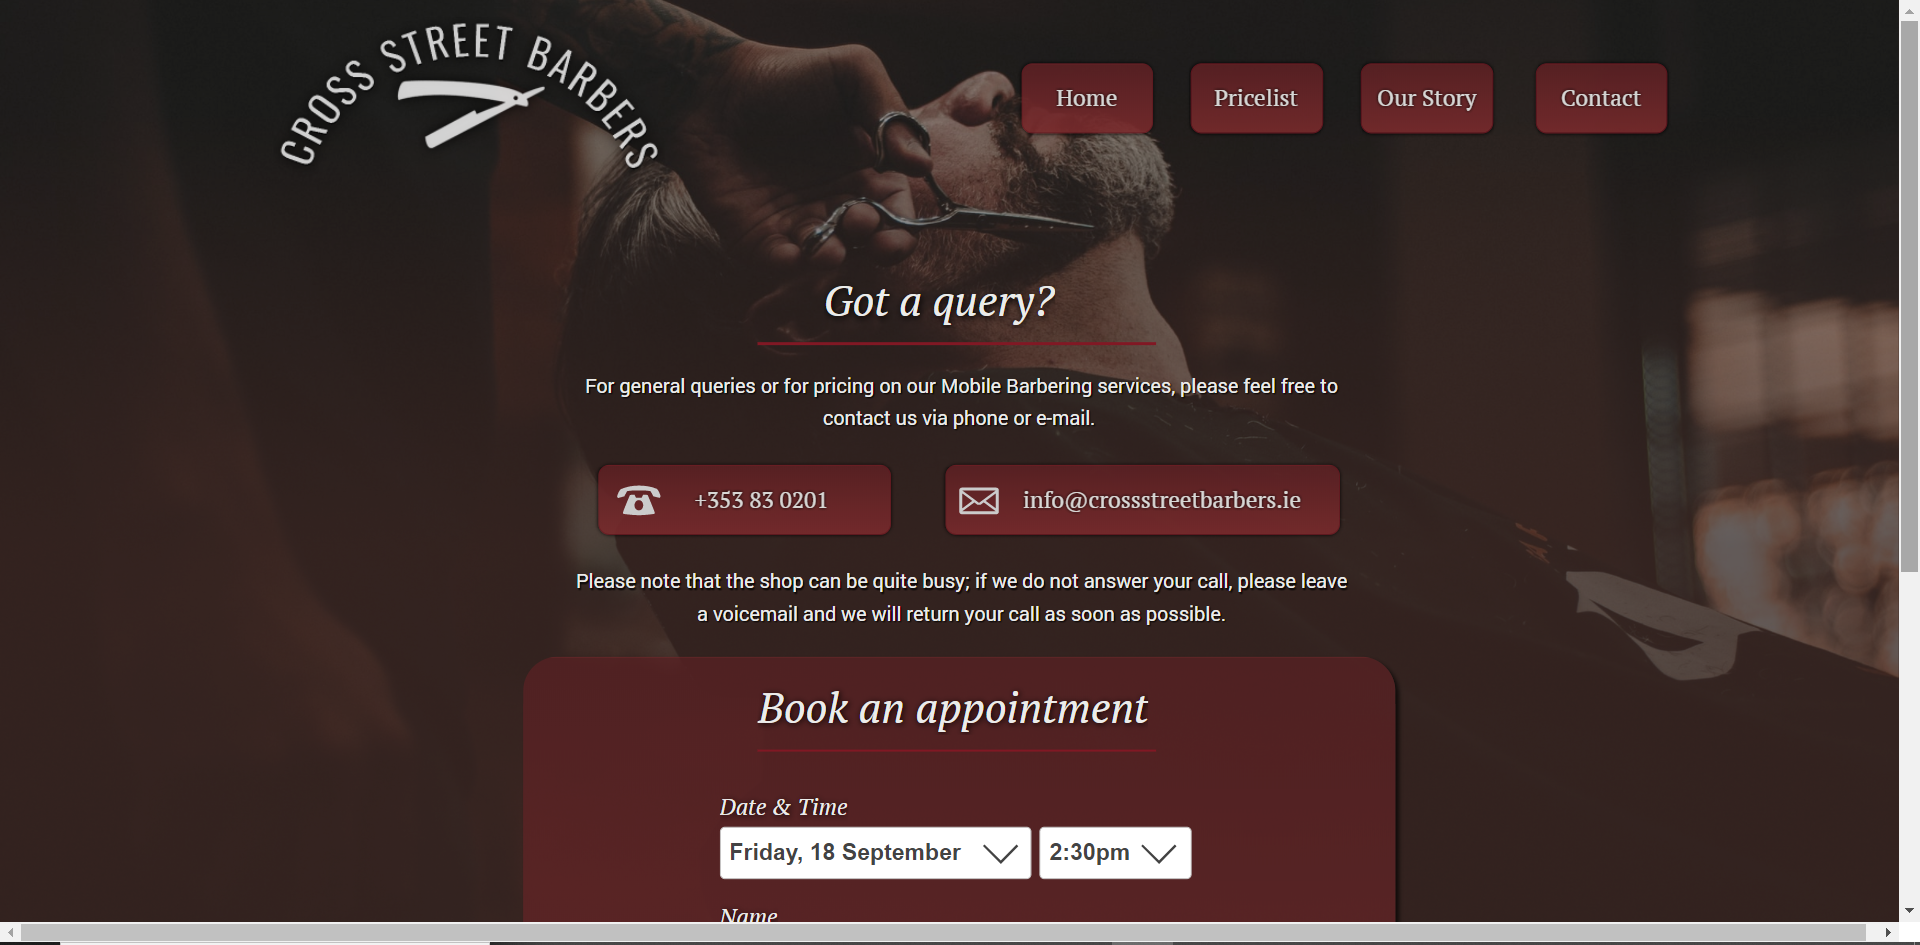 CROSS STREET BARBERS
Home
Pricelist
Our Story
Contact
Got a query?
For general queries or for pricing on our Mobile Barbering services, please feel free to
contact us via phone or e-mail.
+353 83 0201
info@crossstreetbarbers.ie
Please note that the shop can be quite busy; if we do not answer your call, please leave
a voicemail and we will return your call as soon as possible.
Book an appointment
Date & Time
Friday, 18 September
2:30pm
Name